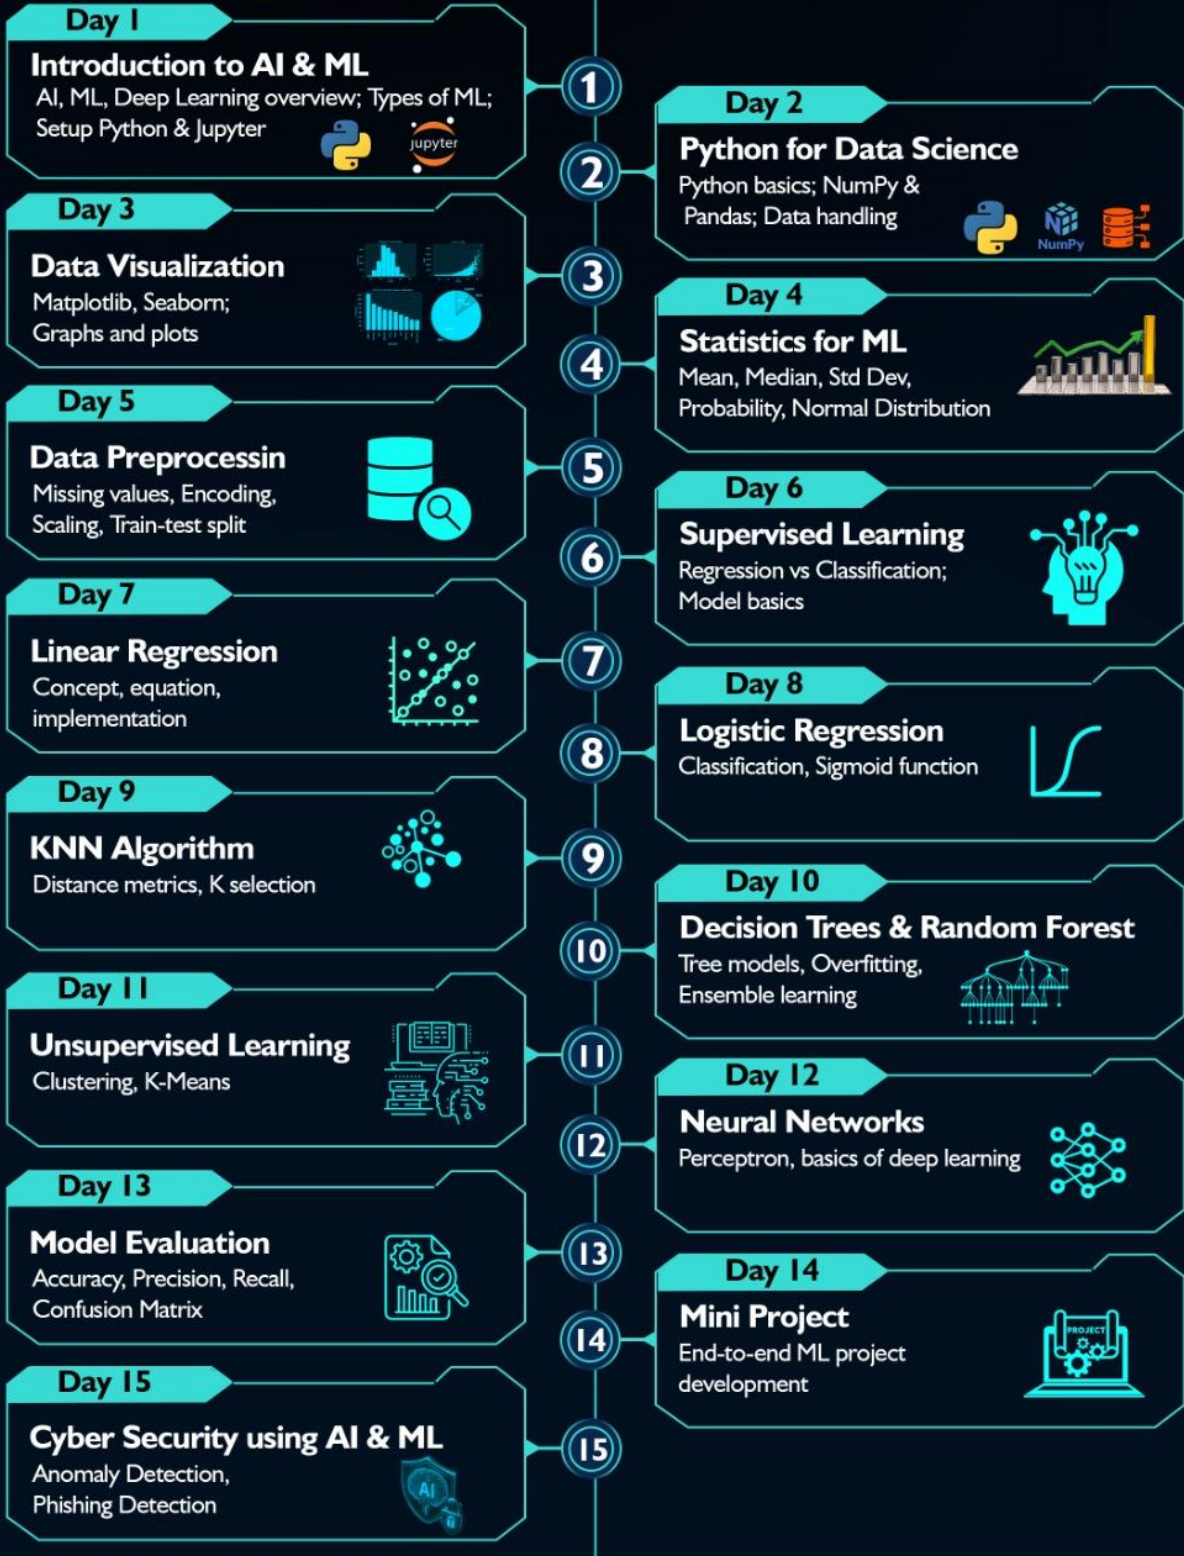 Day 1
Introduction to AI & ML
AI, ML, Deep Learning overview; Types of ML;
Setup Python & Jupyter
jupyter
1
Day 2
Python for Data Science
Python basics; NumPy &
Pandas; Data handling
NumPy
2
Day 3
Data Visualization
Matplotlib, Seaborn;
Graphs and plots
3
Day 4
Statistics for ML
Mean, Median, Std Dev,
Probability, Normal Distribution
4
Day 5
Data Preprocessin
Missing values, Encoding,
Scaling, Train-test split
5
Day 6
Supervised Learning
Regression vs Classification;
Model basics
6
Day 7
Linear Regression
Concept, equation,
implementation
7
Day 8
Logistic Regression
Classification, Sigmoid function
8
Day 9
KNN Algorithm
Distance metrics, K selection
9
Day 10
Decision Trees & Random Forest
Tree models, Overfitting,
Ensemble learning
10
Day 11
Unsupervised Learning
Clustering, K-Means
11
Day 12
Neural Networks
Perceptron, basics of deep learning
12
Day 13
Model Evaluation
Accuracy, Precision, Recall,
Confusion Matrix
13
Day 14
Mini Project
End-to-end ML project
development
PROJECT
14
Day 15
Cyber Security using AI & ML
Anomaly Detection,
Phishing Detection
AI
15